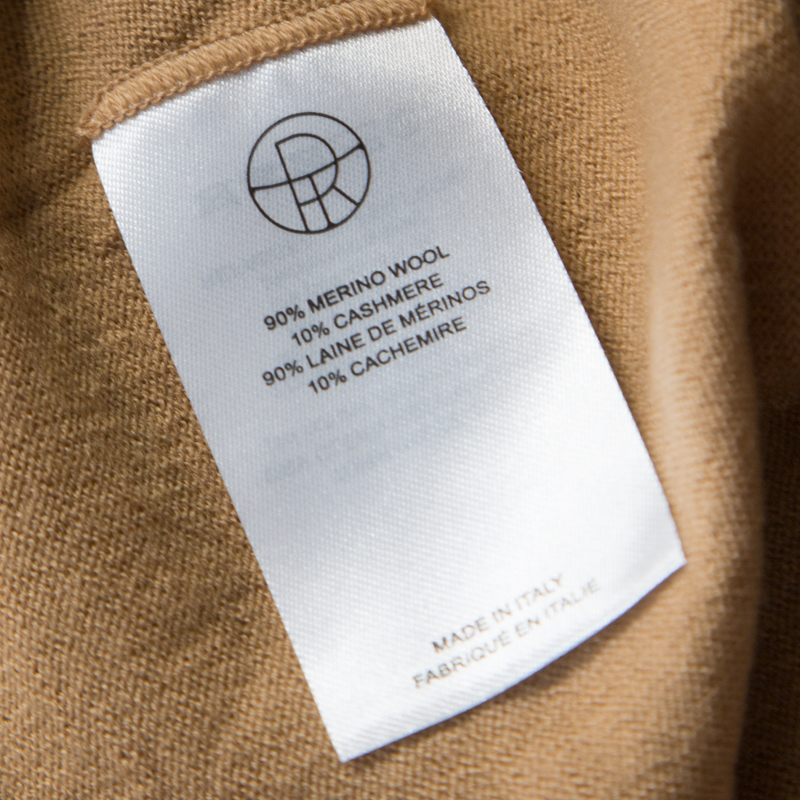 90% MERINO WOOL
10% CASHMERE
90% LAINE DE MÉRINOS
10% CACHEMIRE
MADE IN ITALY
FABRIQUÉ EN ITALIE